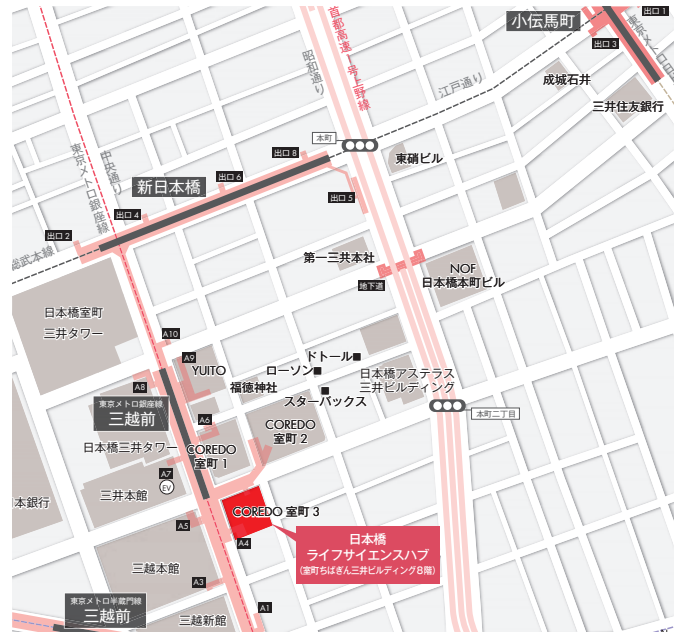 出口 1
小伝馬町
出口 3
東京メトロ日
首都高速1号上野線
昭和通り
江戸通り
成城石井
三井住友銀行
本町
東硝ビル
東京メトロ銀座線
中央通り
出口 8
出口 6
新日本橋
出口 5
出口 4
出口 2
総武本線
第一三共本社
NOF
日本橋本町ビル
地下道
日本橋室町
三井タワー
A10
A9
YUITO
ドトール
ローソン
福徳神社
スターバックス
日本橋アステラス
三井ビルディング
A8
東京メトロ銀座線
三越前
A6
本町二丁目
COREDO
室町 2
日本橋三井タワー
COREDO
室町 1
A7
EV
三井本館
本銀行
COREDO 室町 3
A5
A4
日本橋
ライフサイエンスハブ
(室町ちばぎん三井ビルディング8階)
三越本館
A3
東京メトロ半蔵門線
三越前
A1
三越新館